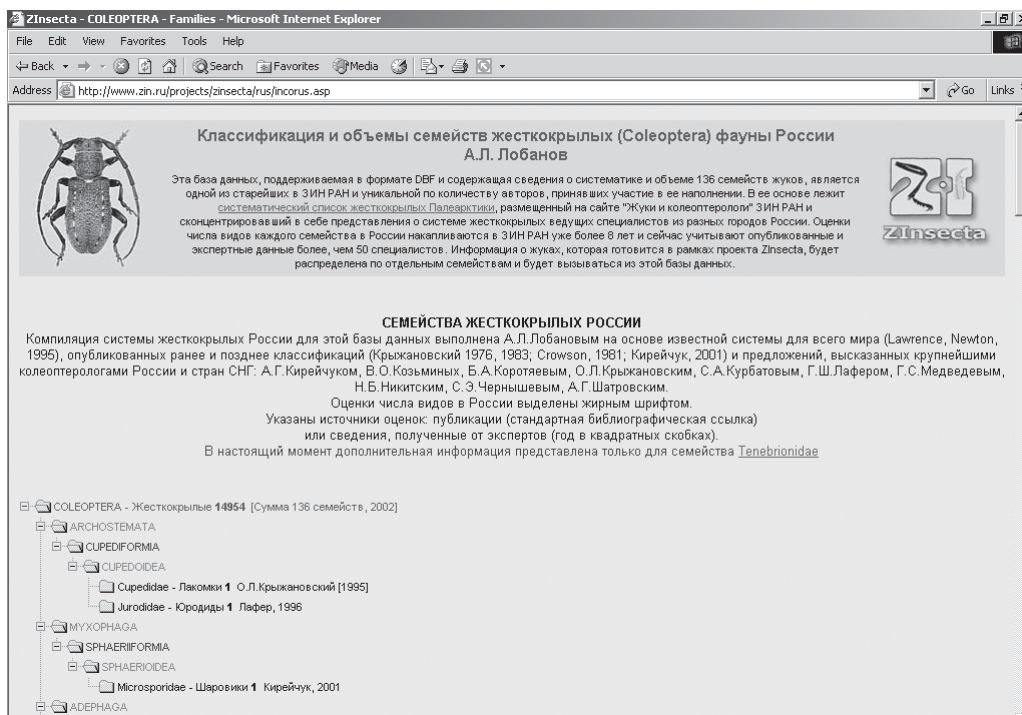 ZInsecta - COLEOPTERA - Families - Microsoft Internet Explorer
File Edit View Favorites Tools Help
Back Search Favorites Media
Address http://www.zin.ru/projects/zinsecta/rus/incorus.asp Go Links
Классификация и объемы семейств жесткокрылых (Coleoptera) фауны России
А.Л. Лобанов
Эта база данных, поддерживаемая в формате DBF и содержащая сведения о систематике и объеме 136 семейств жуков, является
одной из старейших в ЗИН РАН и уникальной по количеству авторов, принявших участие в ее наполнении. В ее основе лежит
систематический список жесткокрылых Палеарктики, размещенный на сайте "Жуки и колеоптерологи" ЗИН РАН и
сконцентрировавший в себе представления о системе жесткокрылых ведущих специалистов из разных городов России. Оценки
числа видов каждого семейства в России накапливаются в ЗИН РАН уже более 8 лет и сейчас учитывают опубликованные и
экспертные данные более, чем 50 специалистов. Информация о жуках, которая готовится в рамках проекта ZInsecta, будет
распределена по отдельным семействам и будет вызываться из этой базы данных.
ZInsecta
СЕМЕЙСТВА ЖЕСТКОКРЫЛЫХ РОССИИ
Компиляция системы жесткокрылых России для этой базы данных выполнена А.Л.Лобановым на основе известной системы для всего мира (Lawrence, Newton,
1995), опубликованных ранее и позднее классификаций (Крыжановский 1976, 1983; Crowson, 1981; Кирейчук, 2001) и предложений, высказанных крупнейшими
колеоптерологами России и стран СНГ: А.Г.Кирейчуком, В.О.Козьминых, Б.А.Коротяевым, О.Л.Крыжановским, С.А.Курбатовым, Г.Ш.Лафером, Г.С.Медведевым,
Н.Б.Никитским, С.Э.Чернышевым, А.Г.Шатровским.
Оценки числа видов в России выделены жирным шрифтом.
Указаны источники оценок: публикации (стандартная библиографическая ссылка)
или сведения, полученные от экспертов (год в квадратных скобках).
В настоящий момент дополнительная информация представлена только для семейства Tenebrionidae
COLEOPTERA - Жесткокрылые 14954 [Сумма 136 семейств, 2002]
ARCHOSTEMATA
CUPEDIFORMIA
CUPEDOIDEA
Cupedidae - Лакомки 1 О.Л.Крыжановский [1995]
Jurodidae - Юродиды 1 Лафер, 1996
MYXOPHAGA
SPHAERIIFORMIA
SPHAERIOIDEA
Microsporidae - Шаровики 1 Кирейчук, 2001
ADEPHAGA